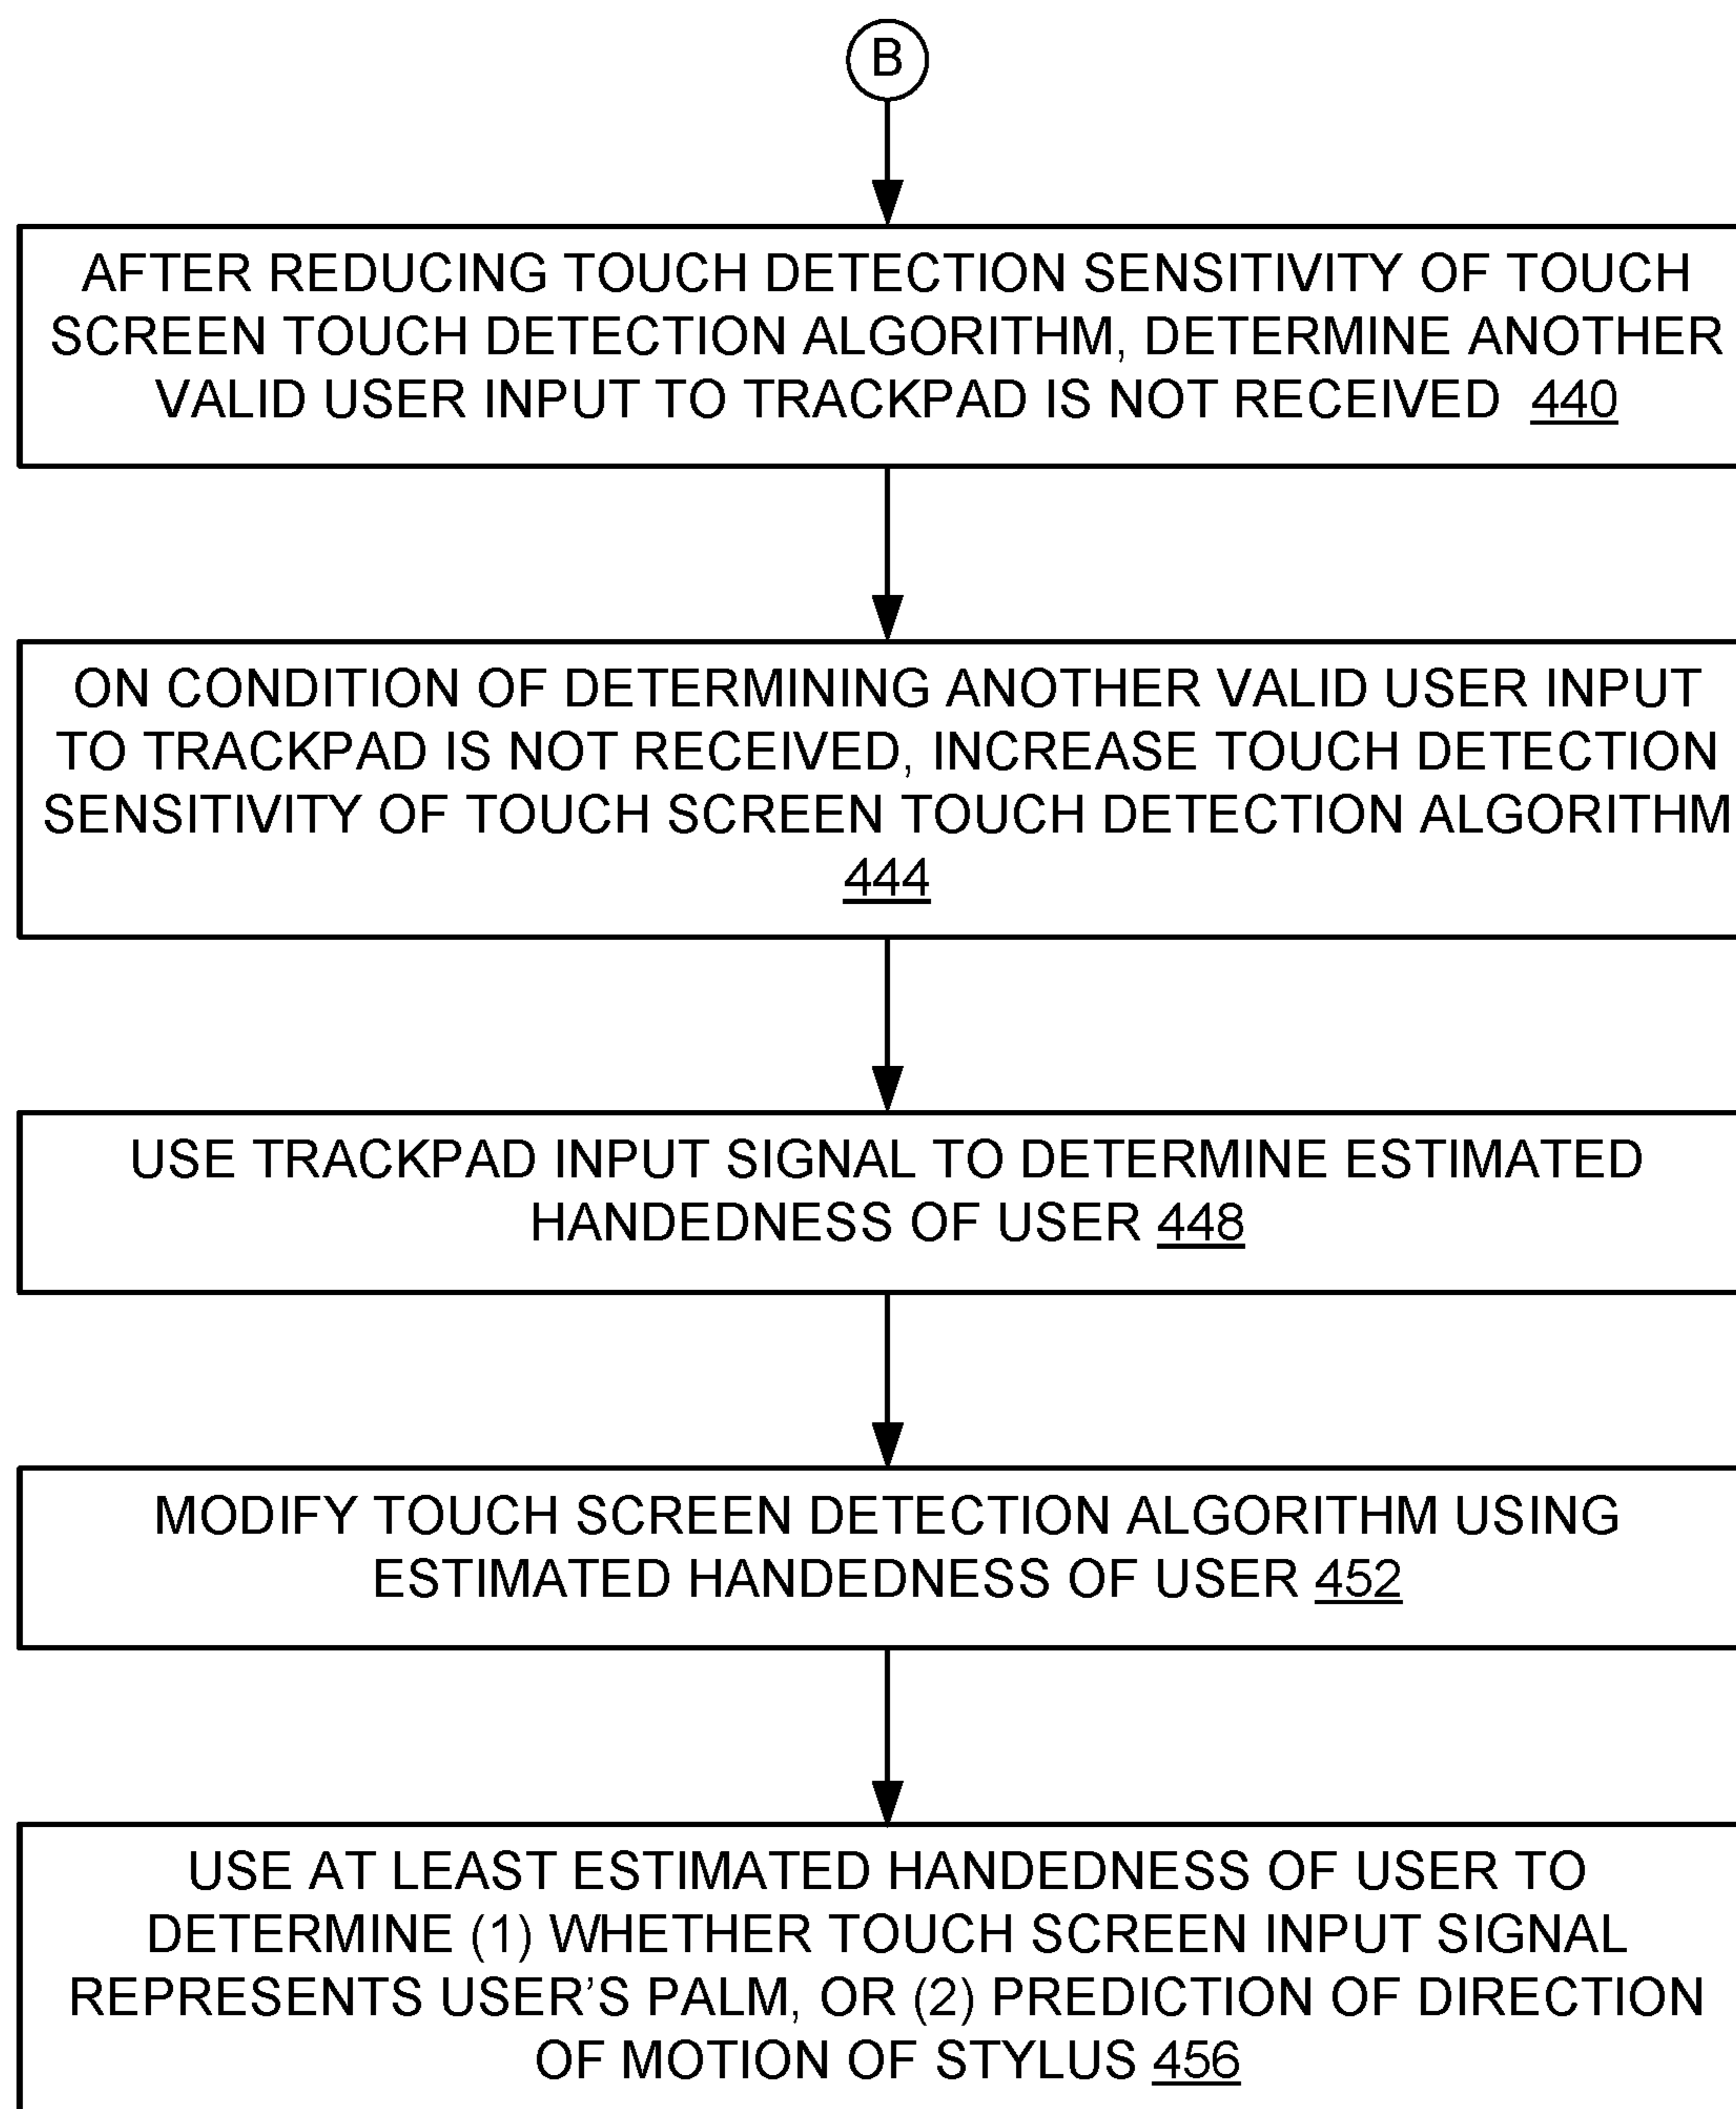 B
AFTER REDUCING TOUCH DETECTION SENSITIVITY OF TOUCH
SCREEN TOUCH DETECTION ALGORITHM, DETERMINE ANOTHER
VALID USER INPUT TO TRACKPAD IS NOT RECEIVED 440
ON CONDITION OF DETERMINING ANOTHER VALID USER INPUT
TO TRACKPAD IS NOT RECEIVED, INCREASE TOUCH DETECTION
SENSITIVITY OF TOUCH SCREEN TOUCH DETECTION ALGORITHM
444
USE TRACKPAD INPUT SIGNAL TO DETERMINE ESTIMATED
HANDEDNESS OF USER 448
MODIFY TOUCH SCREEN DETECTION ALGORITHM USING
ESTIMATED HANDEDNESS OF USER 452
USE AT LEAST ESTIMATED HANDEDNESS OF USER TO
DETERMINE (1) WHETHER TOUCH SCREEN INPUT SIGNAL
REPRESENTS USER’S PALM, OR (2) PREDICTION OF DIRECTION
OF MOTION OF STYLUS 456